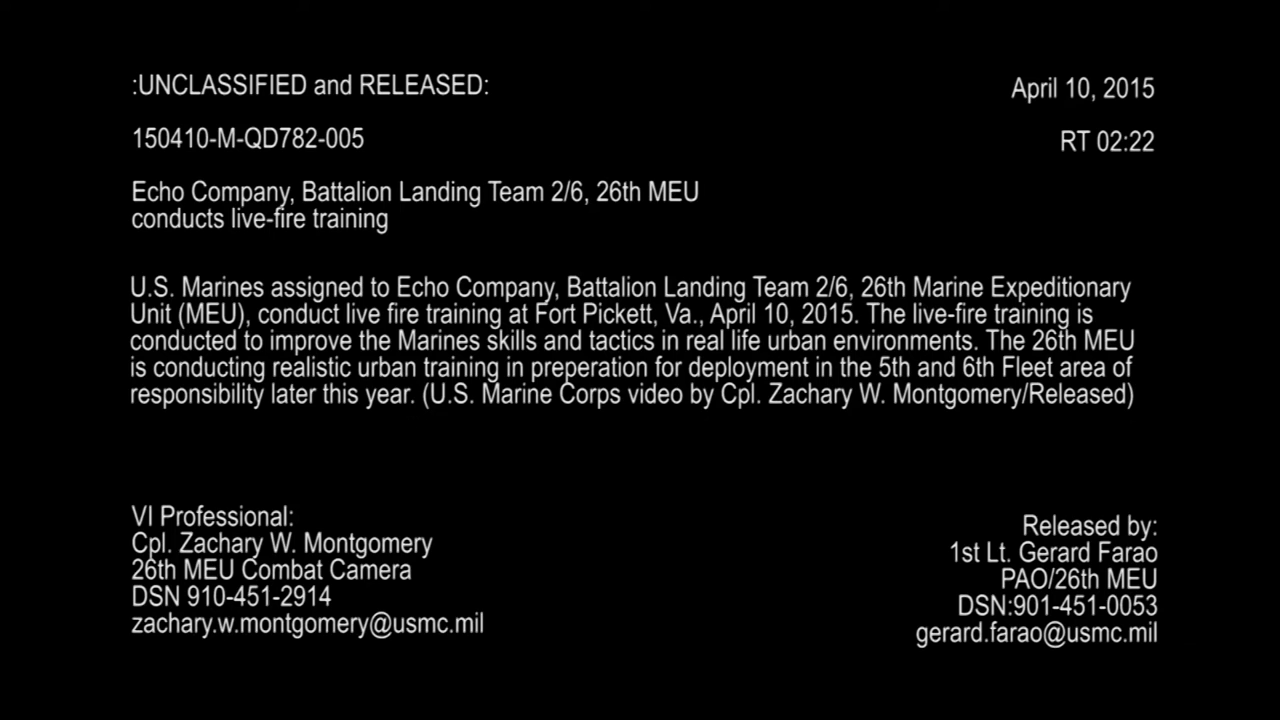 :UNCLASSIFIED and RELEASED:
April 10, 2015
150410-M-QD782-005
RT 02:22
Echo Company, Battalion Landing Team 2/6, 26th MEU
conducts live-fire training
U.S. Marines assigned to Echo Company, Battalion Landing Team 2/6, 26th Marine Expeditionary
Unit (MEU), conduct live fire training at Fort Pickett, Va., April 10, 2015. The live-fire training is
conducted to improve the Marines skills and tactics in real life urban environments. The 26th MEU
is conducting realistic urban training in preperation for deployment in the 5th and 6th Fleet area of
responsibility later this year. (U.S. Marine Corps video by Cpl. Zachary W. Montgomery/Released)
VI Professional:
Cpl. Zachary W. Montgomery
26th MEU Combat Camera
DSN 910-451-2914
zachary.w.montgomery@usmc.mil
Released by:
1st Lt. Gerard Farao
PAO/26th MEU
DSN:901-451-0053
gerard.farao@usmc.mil